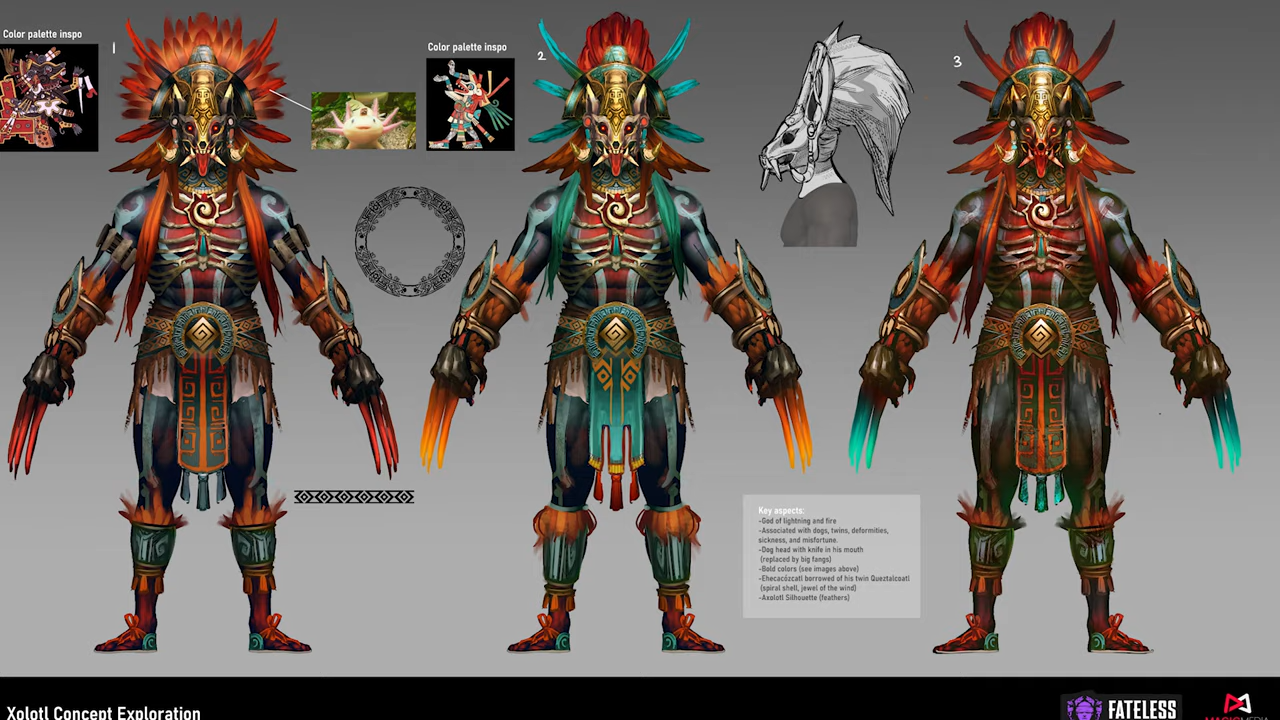 Color palette inspo
1
Color palette inspo
2
3
Key aspects:
-God of lightning and fire
-Associated with dogs, twins, deformities,
sickness, and misfortune.
-Dog head with knife in his mouth
(replaced by big fangs)
-Bold colors (see images above)
-Ehecacózcatl borrowed of his twin Queztalcoatl
(spiral shell, jewel of the wind)
-Axolotl Silhouette (feathers)
Xolotl Concept Exploration
FATELESS
MAGIC MEDIA